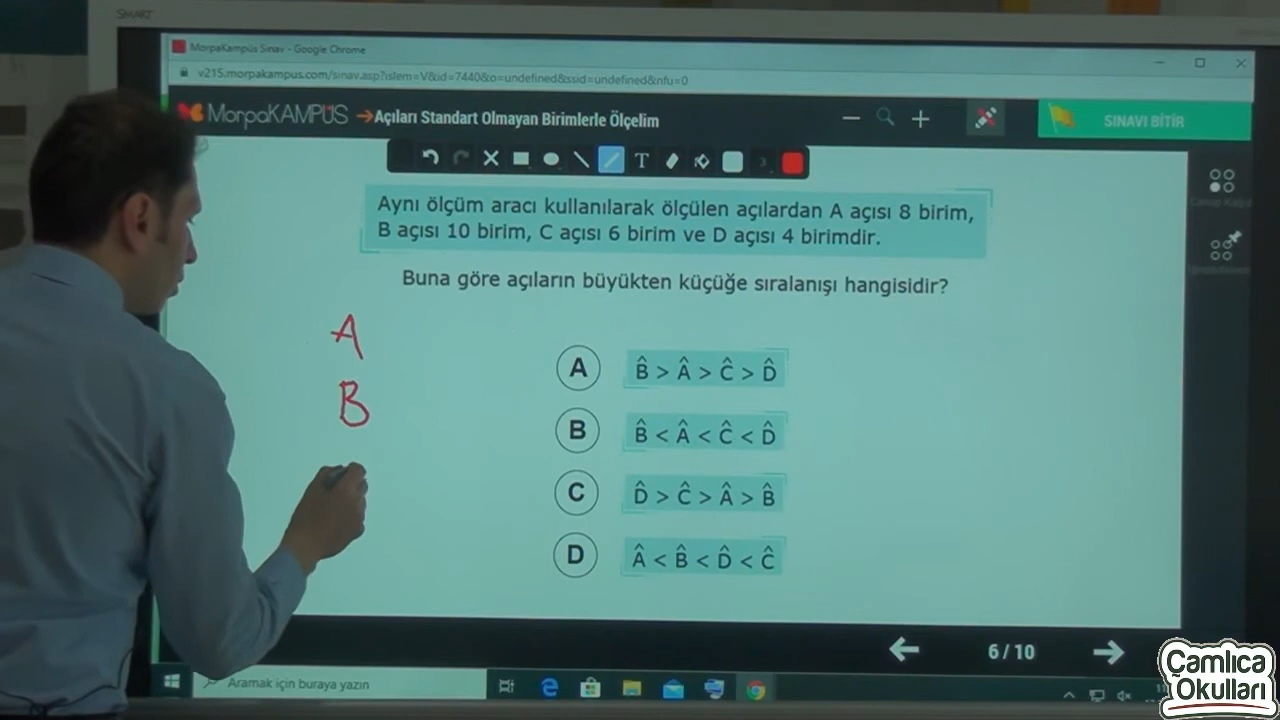 SMART
MorpaKampüs Sınav - Google Chrome
v215.morpakampus.com/sinav.asp?islem=V&id=7440&o=undefined&ssid=undefined&nfu=0
MorpaKAMPÜS
Açıları Standart Olmayan Birimlerle Ölçelim
SINAVI BİTİR
T
3
Aynı ölçüm aracı kullanılarak ölçülen açılardan A açısı 8 birim,
B açısı 10 birim, C açısı 6 birim ve D açısı 4 birimdir.
Buna göre açıların büyükten küçüğe sıralanışı hangisidir?
A
B
A B̂ > Â > Ĉ > D̂
B B̂ < Â < Ĉ < D̂
C D̂ > Ĉ > Â > B̂
D Â < B̂ < D̂ < Ĉ
6/10
Aramak için buraya yazın
Çamlıca
Okulları